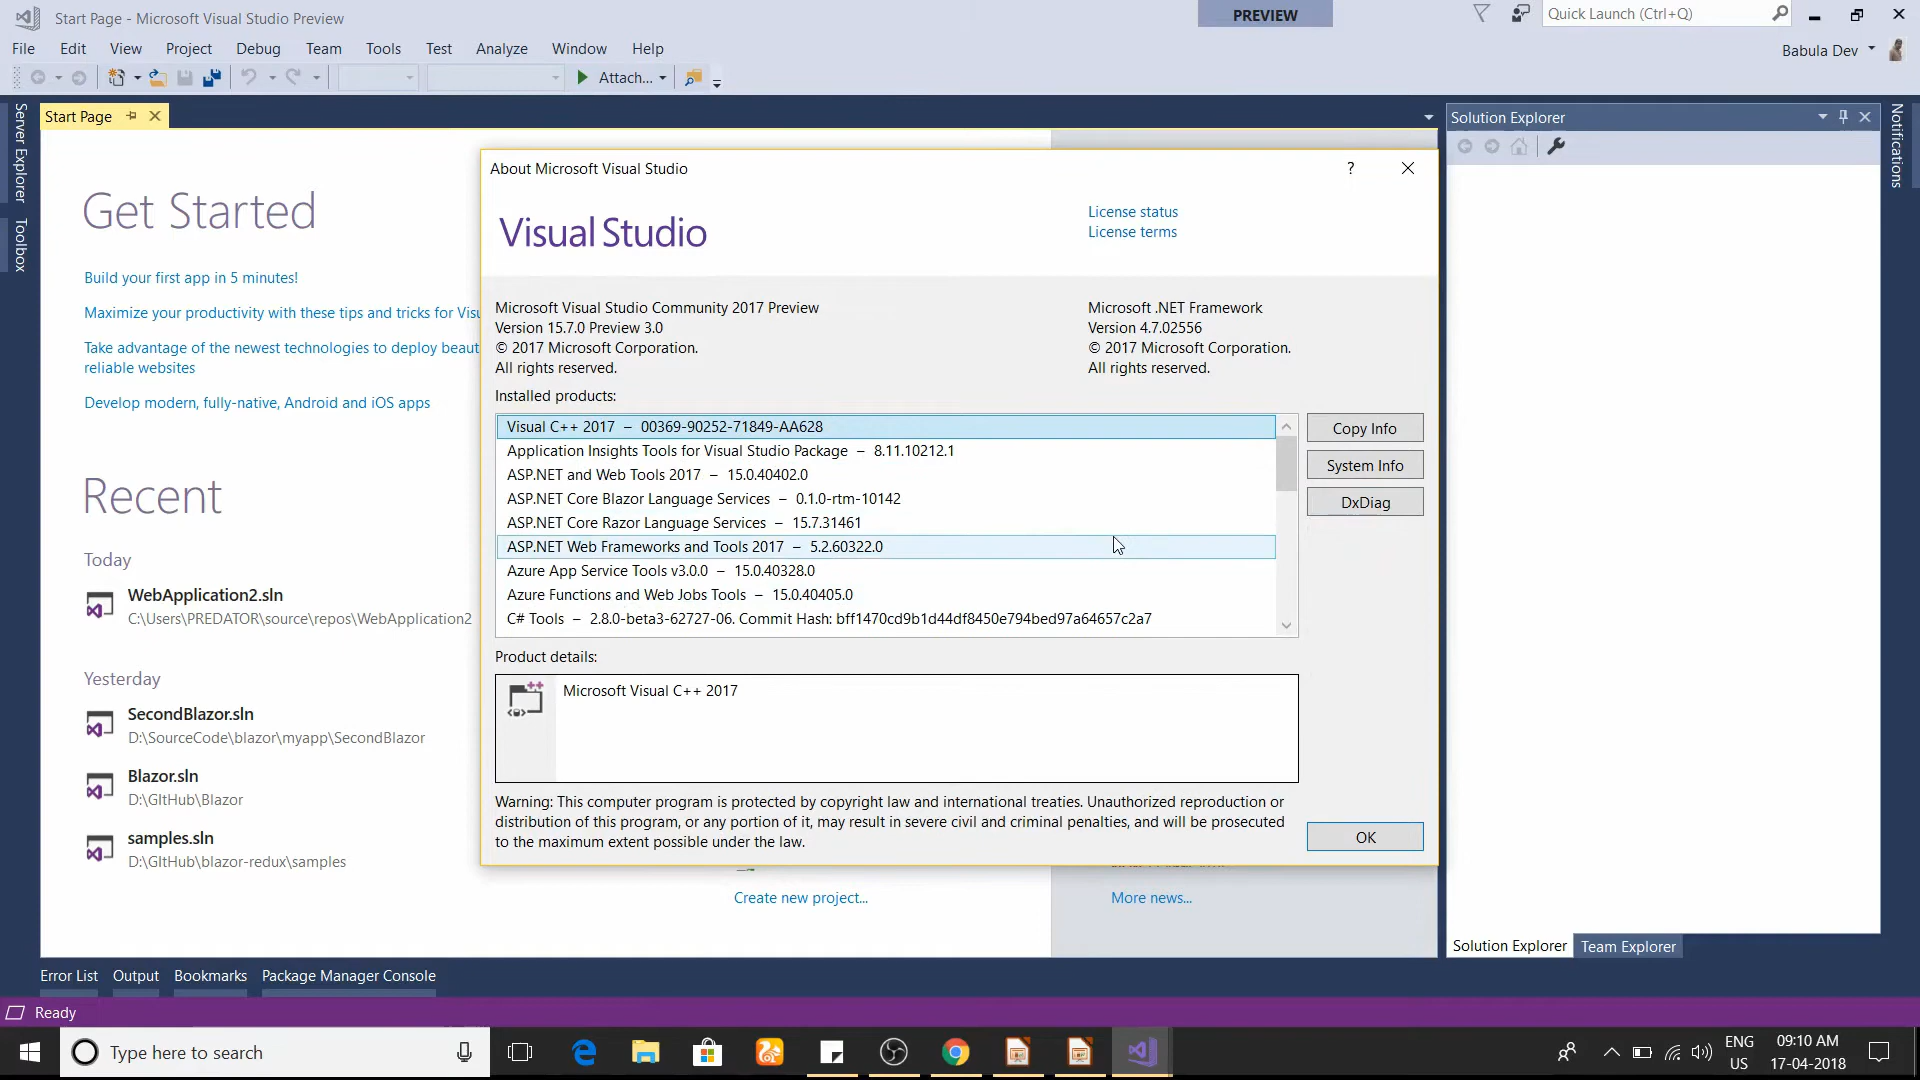 Start Page - Microsoft Visual Studio Preview
PREVIEW
Quick Launch (Ctrl+Q)
File Edit View Project Debug Team Tools Test Analyze Window Help
Babula Dev
Attach...
Server Explorer
Toolbox
Start Page
Get Started
Build your first app in 5 minutes!
Maximize your productivity with these tips and tricks for
Take advantage of the newest technologies to deploy
reliable websites
Develop modern, fully-native, Android and iOS apps
Recent
Today
WebApplication2.sln
C:\Users\PREDATOR\source\repos\WebApplication2
Yesterday
SecondBlazor.sln
D:\SourceCode\blazor\myapp\SecondBlazor
Blazor.sln
D:\GItHub\Blazor
samples.sln
D:\GItHub\blazor-redux\samples
About Microsoft Visual Studio
?
Visual Studio
License status
License terms
Microsoft Visual Studio Community 2017 Preview
Version 15.7.0 Preview 3.0
© 2017 Microsoft Corporation.
All rights reserved.
Microsoft .NET Framework
Version 4.7.02556
© 2017 Microsoft Corporation.
All rights reserved.
Installed products:
Visual C++ 2017 – 00369-90252-71849-AA628
Application Insights Tools for Visual Studio Package – 8.11.10212.1
ASP.NET and Web Tools 2017 – 15.0.40402.0
ASP.NET Core Blazor Language Services – 0.1.0-rtm-10142
ASP.NET Core Razor Language Services – 15.7.31461
ASP.NET Web Frameworks and Tools 2017 – 5.2.60322.0
Azure App Service Tools v3.0.0 – 15.0.40328.0
Azure Functions and Web Jobs Tools – 15.0.40405.0
C# Tools – 2.8.0-beta3-62727-06. Commit Hash: bff1470cd9b1d44df8450e794bed97a64657c2a7
Copy Info
System Info
DxDiag
Product details:
Microsoft Visual C++ 2017
Warning: This computer program is protected by copyright law and international treaties. Unauthorized reproduction or
distribution of this program, or any portion of it, may result in severe civil and criminal penalties, and will be prosecuted
to the maximum extent possible under the law.
OK
Create new project...
More news...
Solution Explorer
Notifications
Solution Explorer Team Explorer
Error List Output Bookmarks Package Manager Console
Ready
Type here to search
ENG
US
09:10 AM
17-04-2018